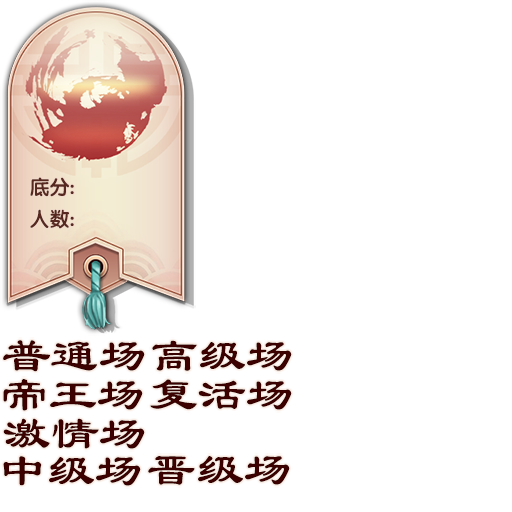 底分:
人数:
普通场 高级场
帝王场 复活场
激情场
中级场 晋级场